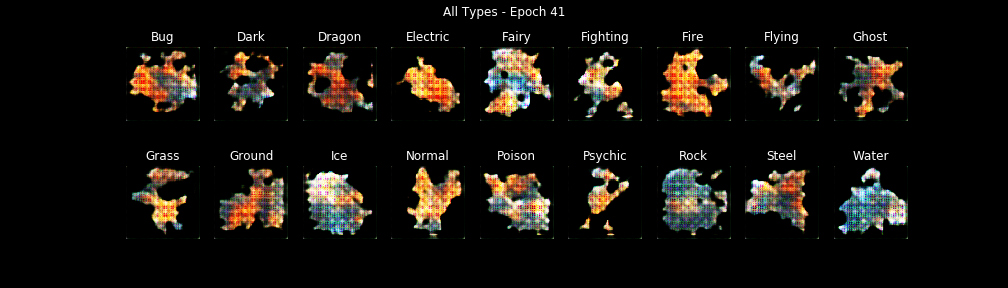 All Types - Epoch 41
Bug Dark Dragon Electric Fairy Fighting Fire Flying Ghost
Grass Ground Ice Normal Poison Psychic Rock Steel Water